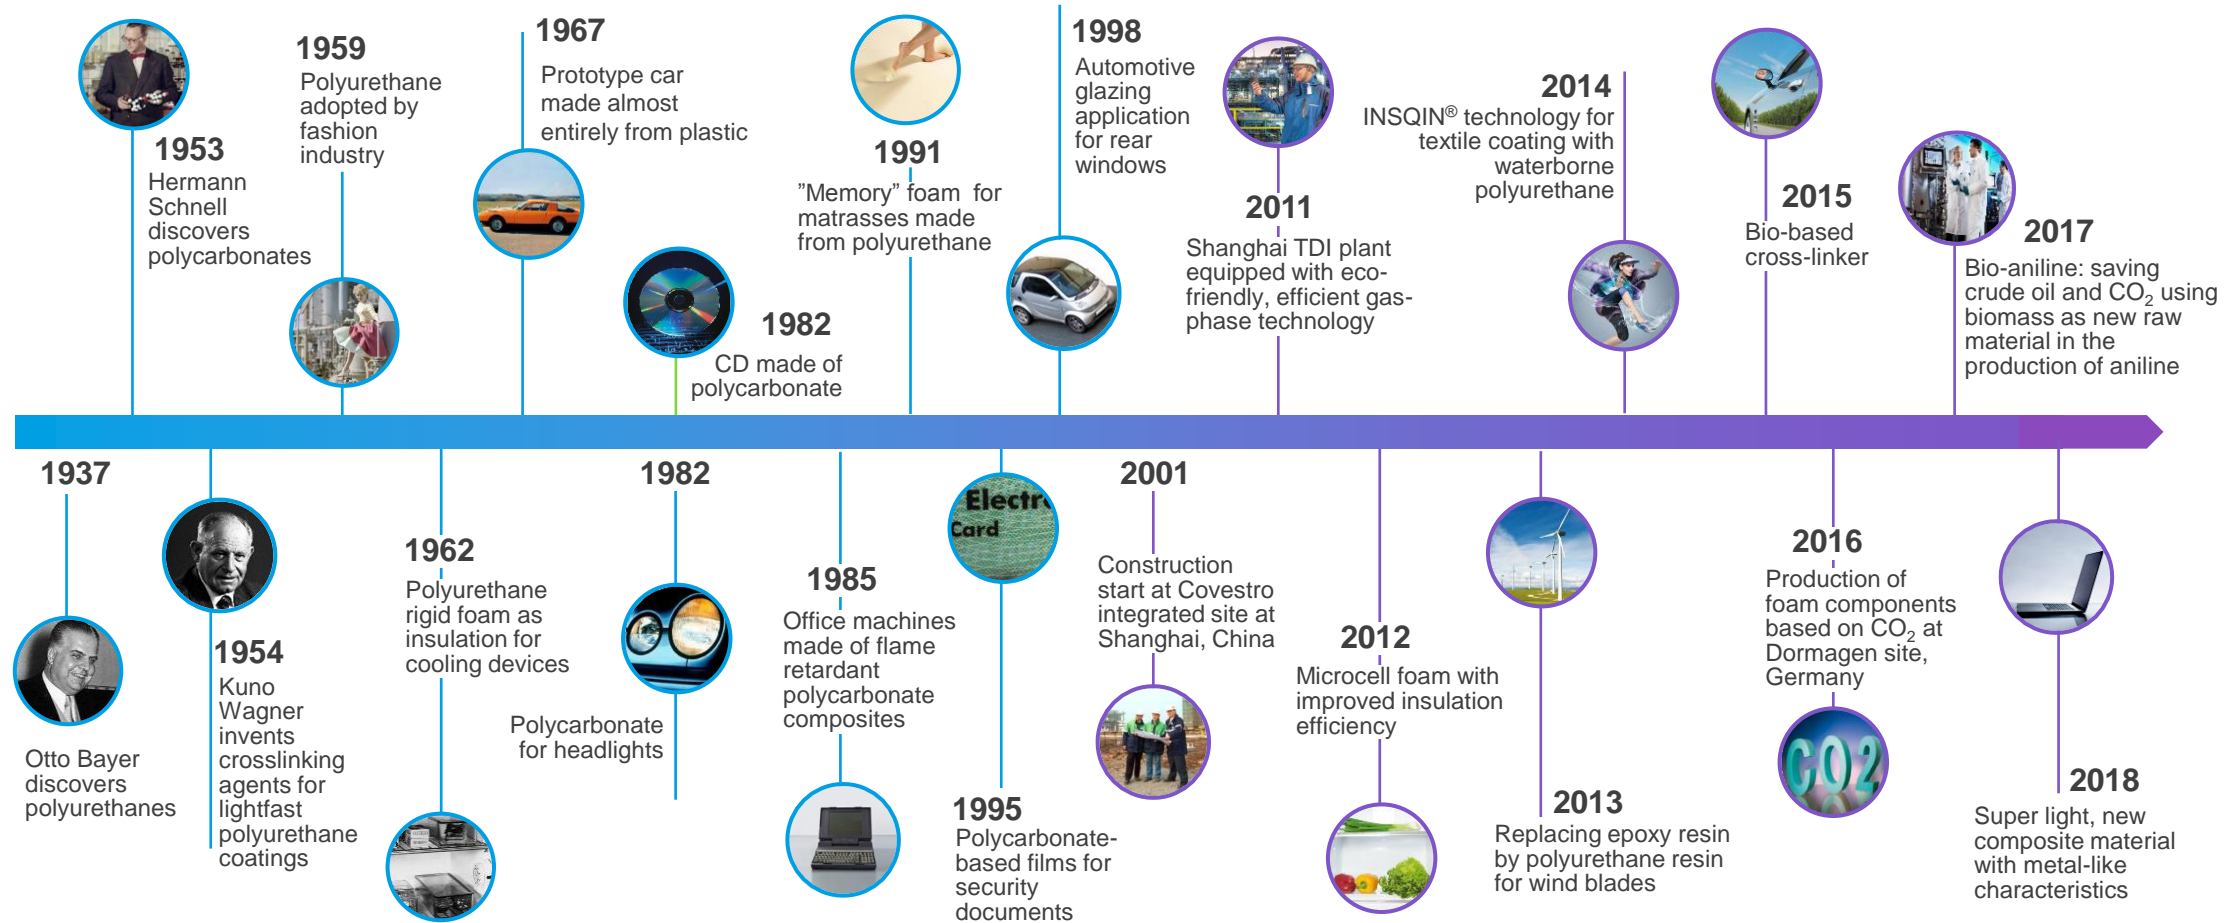 1953
Hermann
Schnell
discovers
polycarbonates
1959
Polyurethane
adopted by
fashion
industry
1967
Prototype car
made almost
entirely from plastic
1982
CD made of
polycarbonate
1991
”Memory” foam for
matrasses made
from polyurethane
1998
Automotive
glazing
application
for rear
windows
2011
Shanghai TDI plant
equipped with eco-
friendly, efficient gas-
phase technology
2014
INSQIN® technology for
textile coating with
waterborne
polyurethane
2015
Bio-based
cross-linker
2017
Bio-aniline: saving
crude oil and CO₂ using
biomass as new raw
material in the
production of aniline
1937
Otto Bayer
discovers
polyurethanes
1954
Kuno
Wagner
invents
crosslinking
agents for
lightfast
polyurethane
coatings
1962
Polyurethane
rigid foam as
insulation for
cooling devices
1982
Polycarbonate
for headlights
1985
Office machines
made of flame
retardant
polycarbonate
composites
Electr
Card
1995
Polycarbonate-
based films for
security
documents
2001
Construction
start at Covestro
integrated site at
Shanghai, China
2012
Microcell foam with
improved insulation
efficiency
2013
Replacing epoxy resin
by polyurethane resin
for wind blades
2016
Production of
foam components
based on CO₂ at
Dormagen site,
Germany
CO2
2018
Super light, new
composite material
with metal-like
characteristics